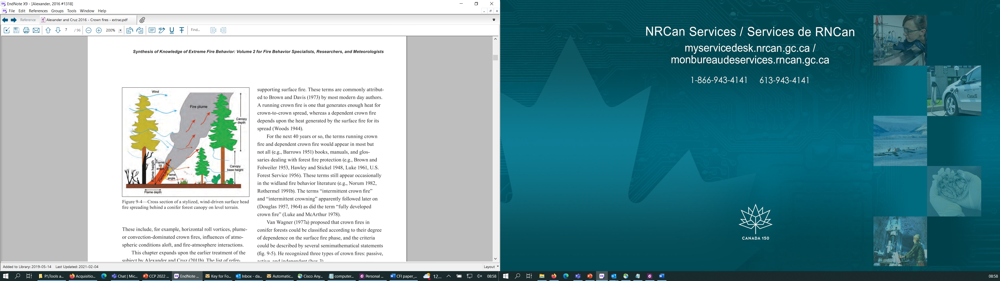 EndNote X9 - [Alexander, 2016 #1318]
File Edit References Groups Tools Window Help
Reference Alexander and Cruz 2016 - Crown fires - extrac.pdf
7 / 96 200% Find...
Synthesis of Knowledge of Extreme Fire Behavior: Volume 2 for Fire Behavior Specialists, Researchers, and Meteorologists
Wind
Fire plume
Canopy
depth
Flame heigth
Flame
tilt
angle
Flame length
Flame
angle
Canopy
base height
Flame depth
Figure 9-4—Cross section of a stylized, wind-driven surface head
fire spreading behind a conifer forest canopy on level terrain.
These include, for example, horizontal roll vortices, plume-
or convection-dominated crown fires, influences of atmo-
spheric conditions aloft, and fire-atmosphere interactions.
This chapter expands upon the earlier treatment of the
subject by Alexander and Cruz (2011b). The list of refer-
supporting surface fire. These terms are commonly attribut-
ed to Brown and Davis (1973) by most modern day authors.
A running crown fire is one that generates enough heat for
crown-to-crown spread, whereas a dependent crown fire
depends upon the heat generated by the surface fire for its
spread (Woods 1944).
For the next 40 years or so, the terms running crown
fire and dependent crown fire would appear in most but
not all (e.g., Barrows 1951) books, manuals, and glos-
saries dealing with forest fire protection (e.g., Brown and
Folweiler 1953, Hawley and Stickel 1948, Luke 1961, U.S.
Forest Service 1956). These terms still appear occasionally
in the widland fire behavior literature (e.g., Norum 1982,
Rothermel 1991b). The terms “intermittent crown fire”
and “intermittent crowning” apparently followed later on
(Douglas 1957, 1964) as did the term “fully developed
crown fire” (Luke and McArthur 1978).
Van Wagner (1977a) proposed that crown fires in
conifer forests could be classified according to their degree
of dependence on the surface fire phase, and the criteria
could be described by several semimathematical statements
(fig. 9-5). He recognized three types of crown fires: passive,
active, and independent (box 3).
Added to Library: 2019-05-14 Last Updated: 2021-02-04
Layout
P:\Tools a... Acquisitio... Chat | Mic... CCP 2022 ... EndNote ... Key for Fo... Inbox - da... Automatic... Cisco Any... computer... Personal ... CFI paper_... 12... 08:58
NRCan Services / Services de RNCan
myservicedesk.nrcan.gc.ca /
monbureaudeservices.rncan.gc.ca
1-866-943-4141 613-943-4141
Canada
CANADA 150
08:58